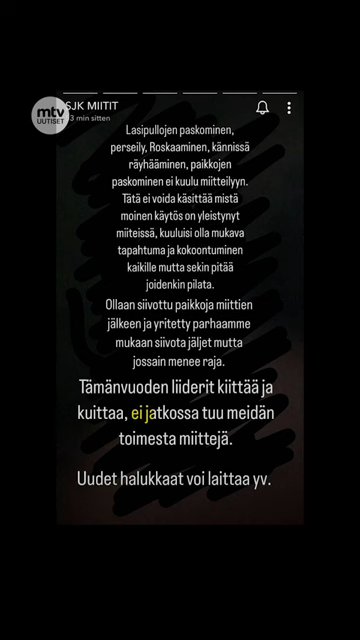 mtv
UUTISET
SJK MIITIT
3 min sitten
Lasipullojen paskominen,
perseily, Roskaaminen, kännissä
räyhääminen, paikkojen
paskominen ei kuulu miitteilyyn.
Tätä ei voida käsittää mistä
moinen käytös on yleistynyt
miiteissä, kuuluisi olla mukava
tapahtuma ja kokoontuminen
kaikille mutta sekin pitää
joidenkin pilata.
Ollaan siivottu paikkoja miittien
jälkeen ja yritetty parhaamme
mukaan siivota jäljet mutta
jossain menee raja.
Tämänvuoden liiderit kiittää ja
kuittaa, ei jatkossa tuu meidän
toimesta miittejä.
Uudet halukkaat voi laittaa yv.